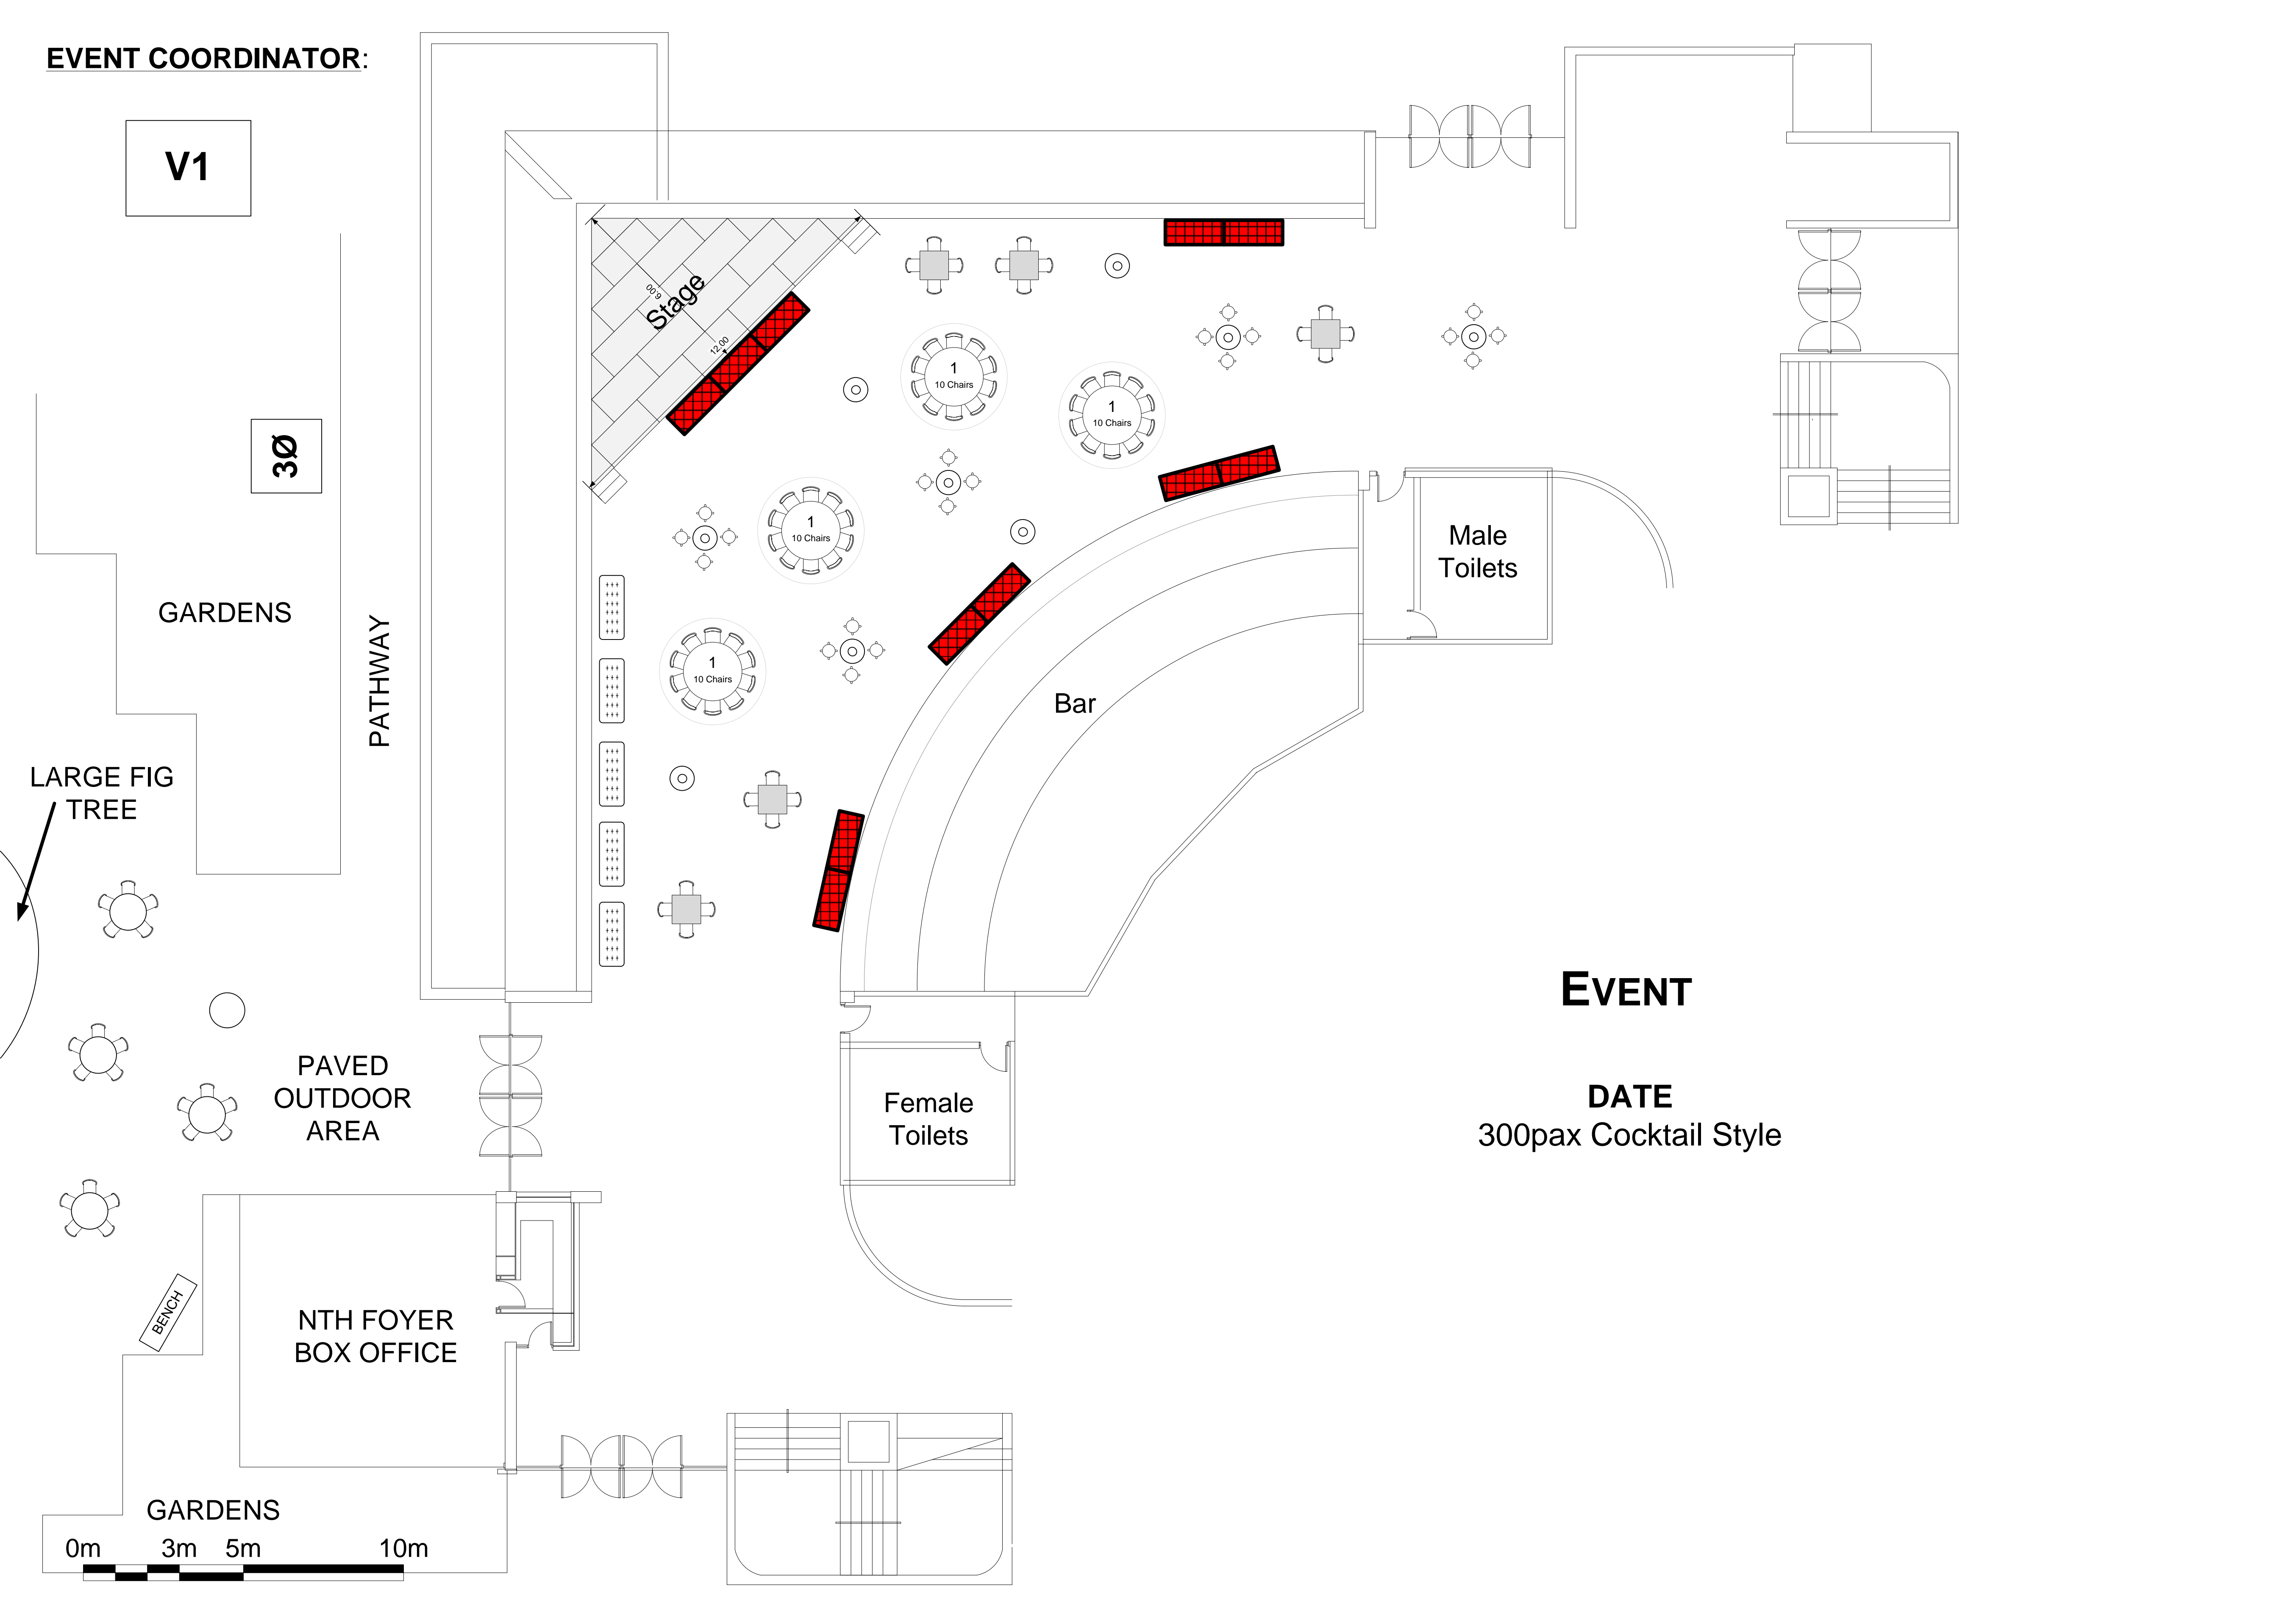 EVENT COORDINATOR:
V1
3Ø
GARDENS
PATHWAY
LARGE FIG
TREE
PAVED
OUTDOOR
AREA
BENCH
NTH FOYER
BOX OFFICE
GARDENS
0m 3m 5m 10m
Stage
6.00
12.00
1
10 Chairs
1
10 Chairs
1
10 Chairs
1
10 Chairs
Bar
Male
Toilets
Female
Toilets
EVENT
DATE
300pax Cocktail Style